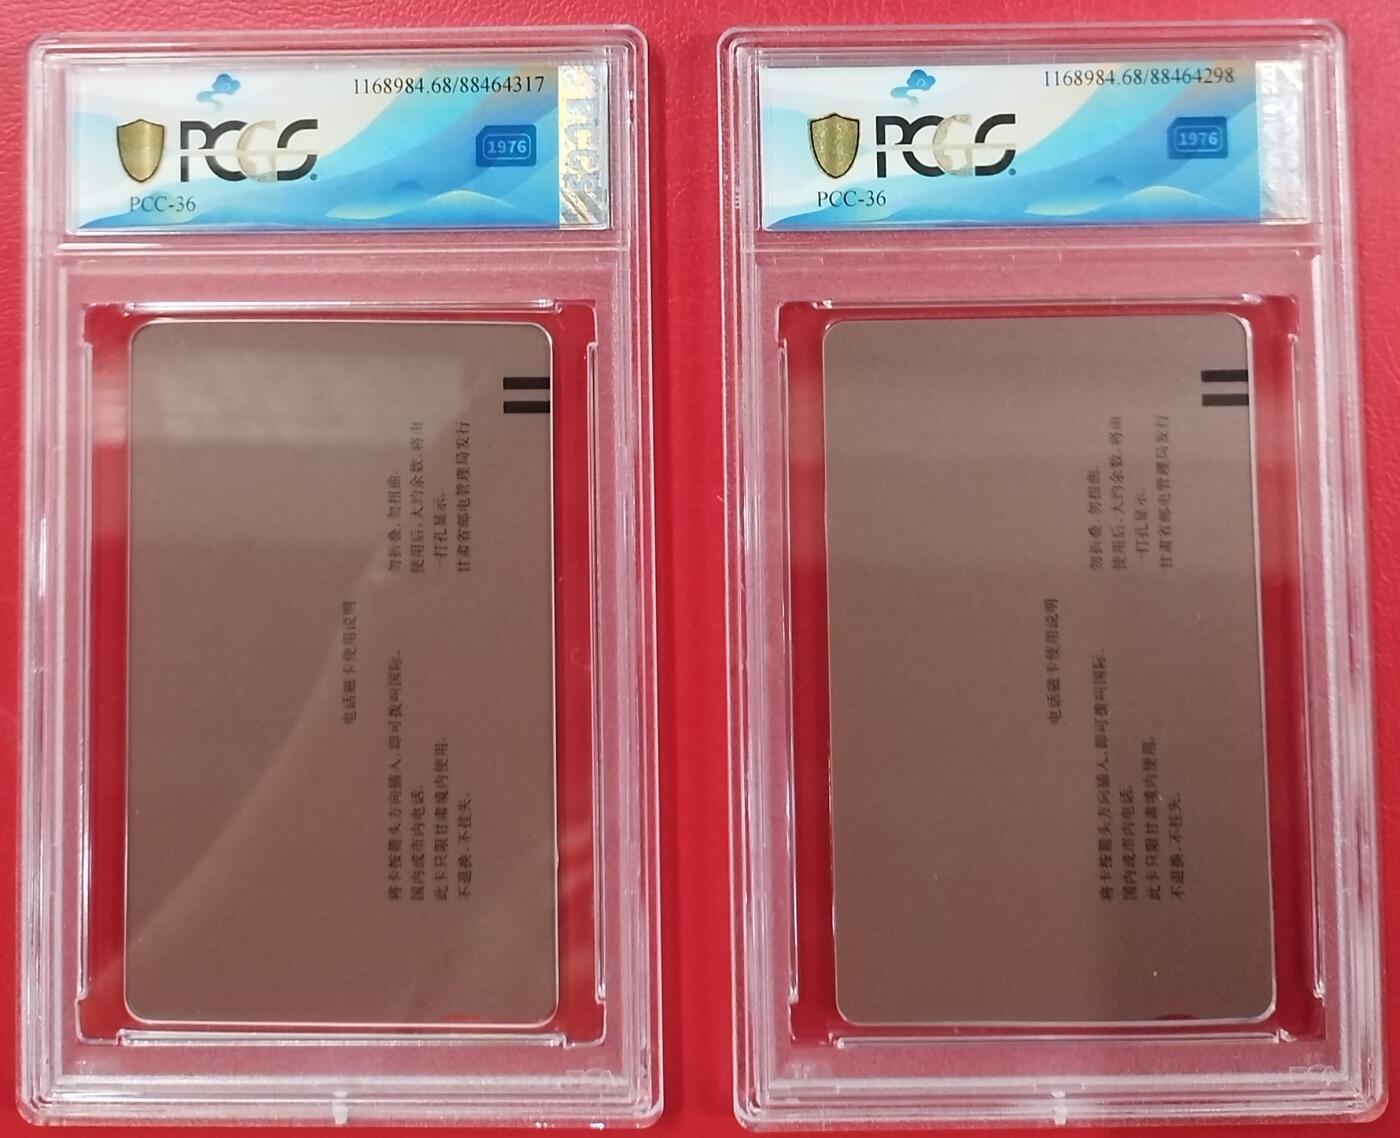 1168984.68/88464317
PCGS
1976
PCC-36
电话磁卡使用说明
将卡按箭头方向插入，即可拨叫国际、
国内或市内电话。
此卡只限甘肃境内使用。
不退换，不挂失。
勿折叠，勿扭曲。
使用后，大约余数，将由
一打孔显示。
甘肃省邮电管理局发行
1168984.68/88464298
PCGS
1976
PCC-36
电话磁卡使用说明
将卡按箭头方向插入，即可拨叫国际、
国内或市内电话。
此卡只限甘肃境内使用。
不退换，不挂失。
勿折叠，勿扭曲。
使用后，大约余数，将由
一打孔显示。
甘肃省邮电管理局发行